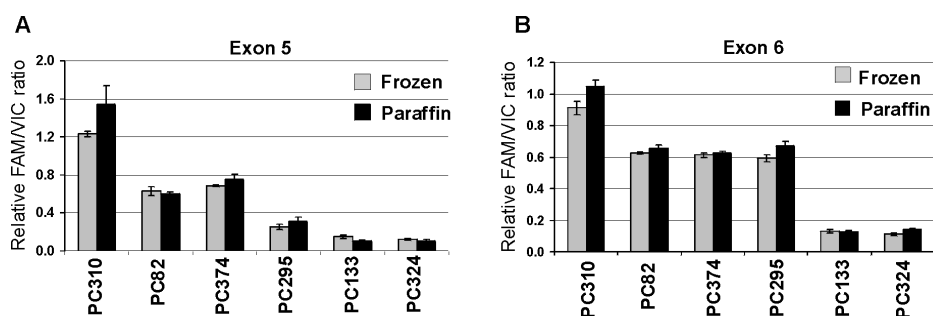 A
Exon 5
Relative FAM/VIC ratio
2.0
1.6
1.2
0.8
0.4
0.0
Frozen
Paraffin
PC310
PC82
PC374
PC295
PC133
PC324
B
Exon 6
Relative FAM/VIC ratio
1.2
1.0
0.8
0.6
0.4
0.2
0.0
Frozen
Paraffin
PC310
PC82
PC374
PC295
PC133
PC324